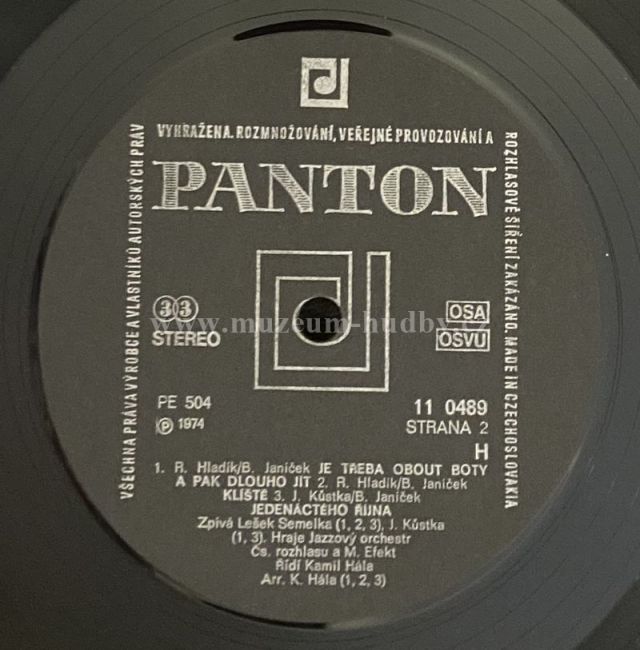 VYHRAŽENA. ROZMNOŽOVÁNÍ, VEŘEJNÉ PROVOZOVÁNÍ A
ROZHLASOVÉ ŠÍŘENÍ ZAKÁZÁNO. MADE IN CZECHOSLOVAKIA
VŠECHNA PRÁVA VÝROBCE A VLASTNÍKŮ AUTORSKÝCH PRÁV
PANTON
33
STEREO
OSA
OSVU
www.muzeum-hudby.cz
PE 504
Ⓟ 1974
11 0489
STRANA 2
H
1. R. Hladík/B. Janíček JE TŘEBA OBOUT BOTY
A PAK DLOUHO JÍT 2. R. Hladík/B. Janíček
KLÍŠTĚ 3. J. Kůstka/B. Janíček
JEDENÁCTÉHO ŘÍJNA
Zpívá Lešek Semelka (1, 2, 3), J. Kůstka
(1, 3). Hraje Jazzový orchestr
Čs. rozhlasu a M. Efekt
Řídí Kamil Hála
Arr. K. Hála (1, 2, 3)